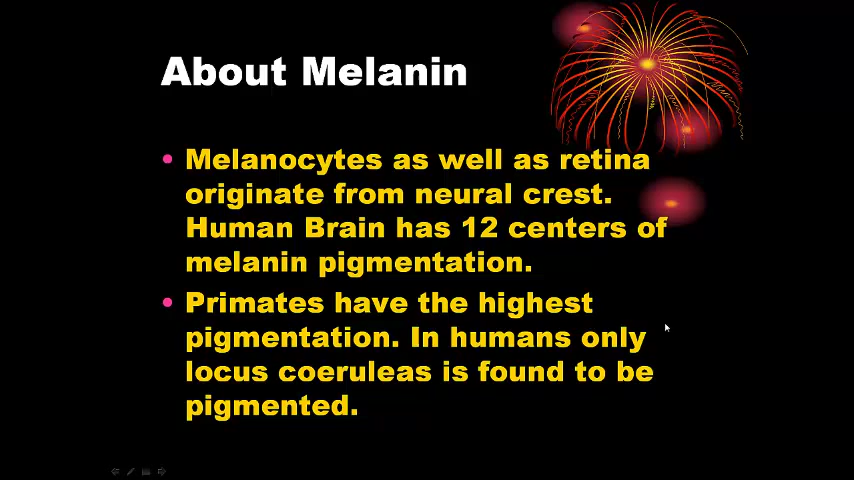 About Melanin
• Melanocytes as well as retina
originate from neural crest.
Human Brain has 12 centers of
melanin pigmentation.
• Primates have the highest
pigmentation. In humans only
locus coeruleas is found to be
pigmented.